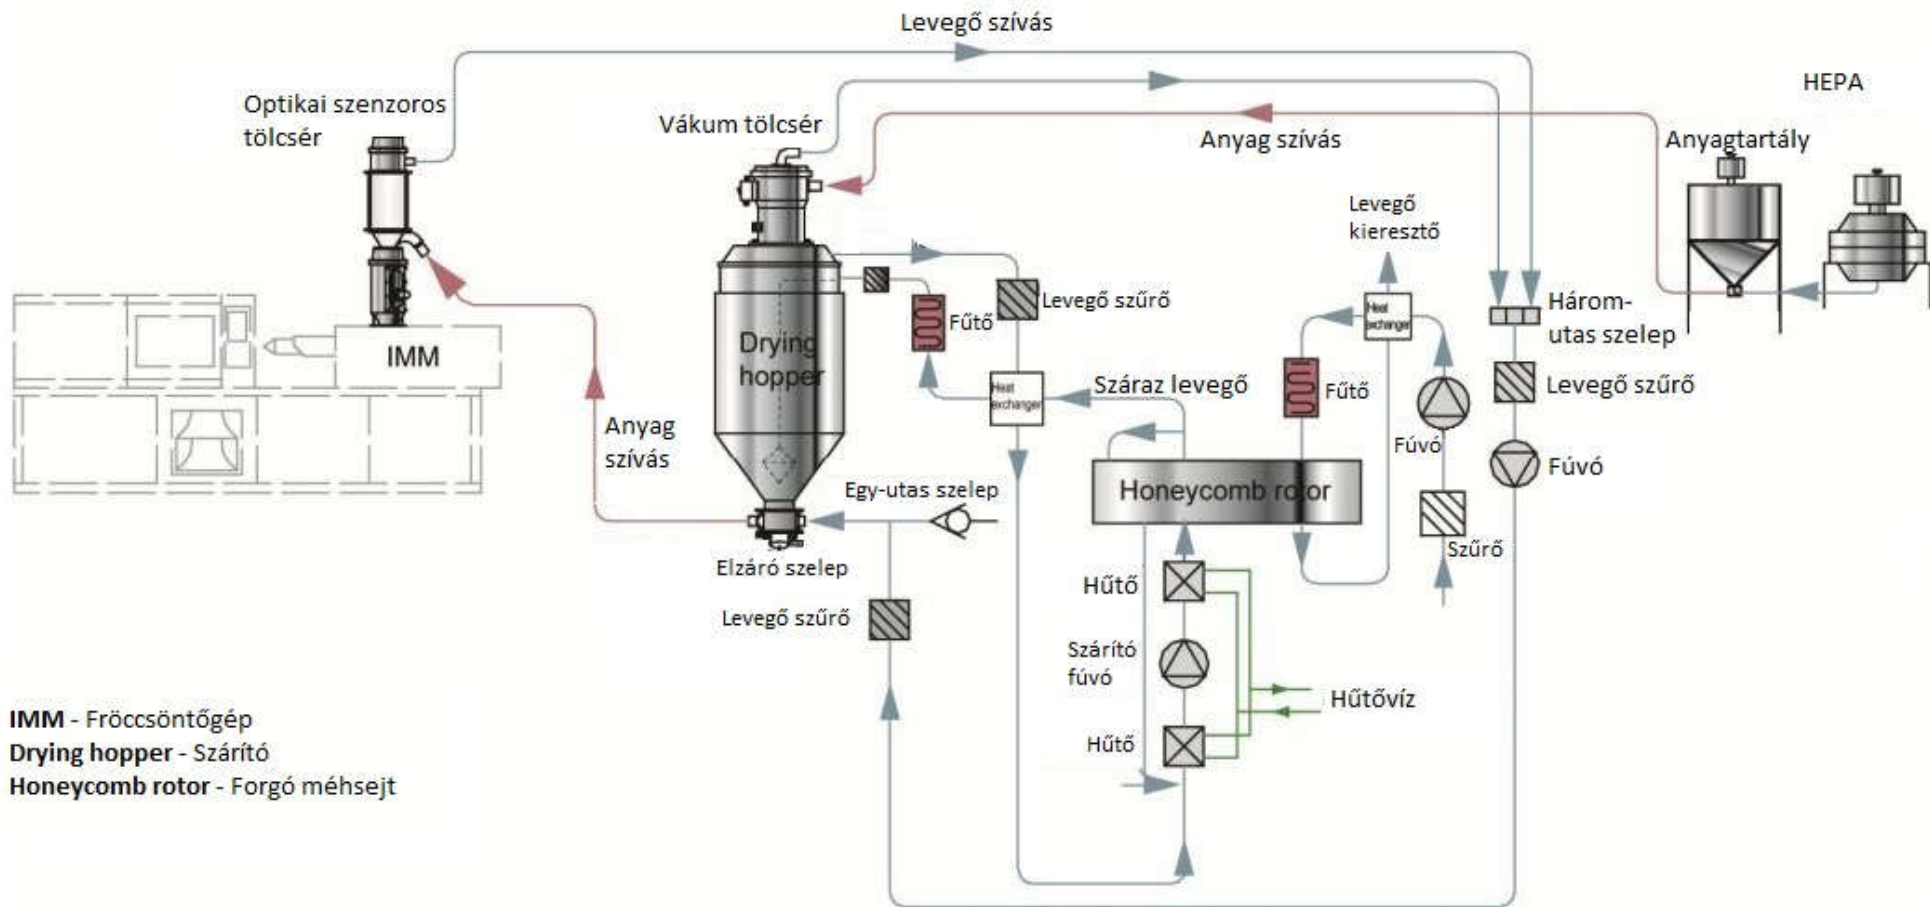 Levegő szívás
HEPA
Optikai szenzoros
tölcsér
Vákum tölcsér
Anyag szívás
Anyagtartály
Levegő
kieresztő
Levegő szűrő
Fűtő
Heat
exchanger
Három-
utas szelep
IMM
Drying
hopper
Heat
exchanger
Száraz levegő
Fűtő
Levegő szűrő
Anyag
szívás
Fúvó
Fúvó
Egy-utas szelep
Honeycomb rotor
Szűrő
Elzáró szelep
Hűtő
Levegő szűrő
Szárító
fúvó
Hűtővíz
Hűtő
IMM - Fröccsöntőgép
Drying hopper - Szárító
Honeycomb rotor - Forgó méhsejt